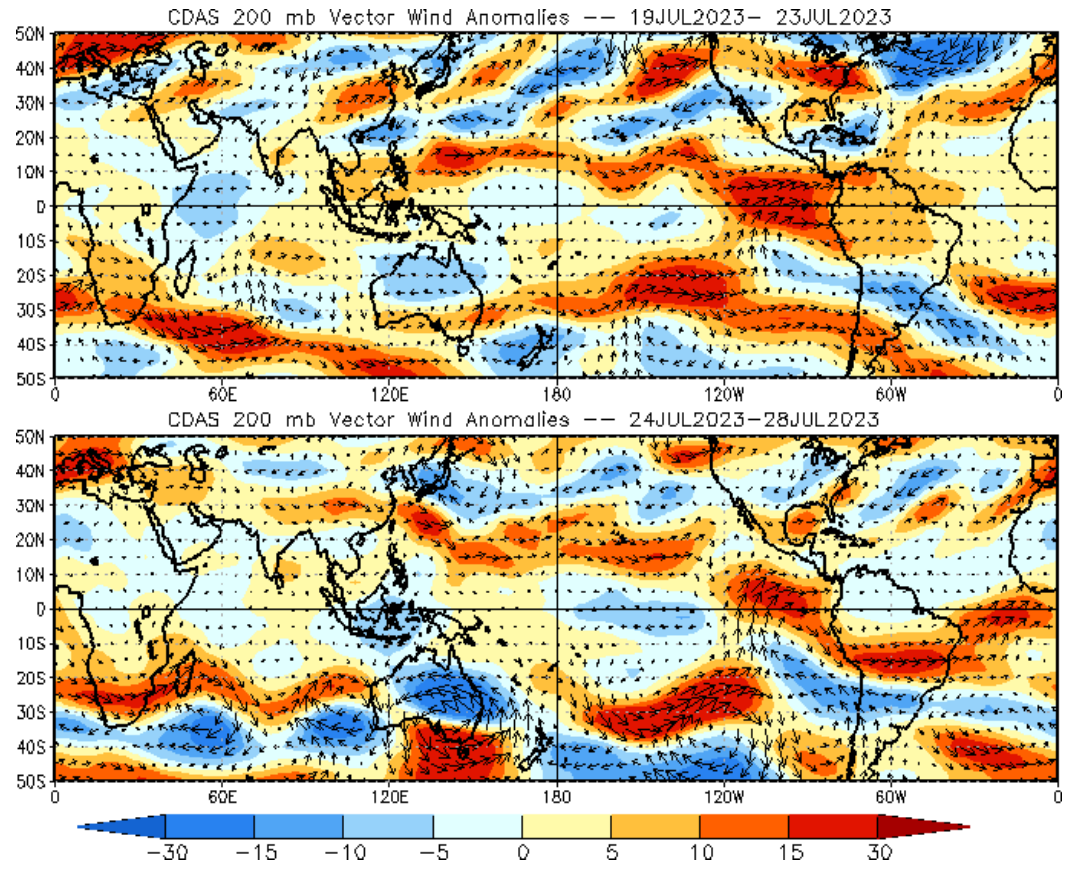 CDAS 200 mb Vector Wind Anomalies -- 19JUL2023- 23JUL2023
50N
40N
30N
20N
10N
0
10S
20S
30S
40S
50S
0 60E 120E 180 120W 60W 0
CDAS 200 mb Vector Wind Anomalies -- 24JUL2023-28JUL2023
50N
40N
30N
20N
10N
0
10S
20S
30S
40S
50S
0 60E 120E 180 120W 60W 0
-30 -15 -10 -5 0 5 10 15 30